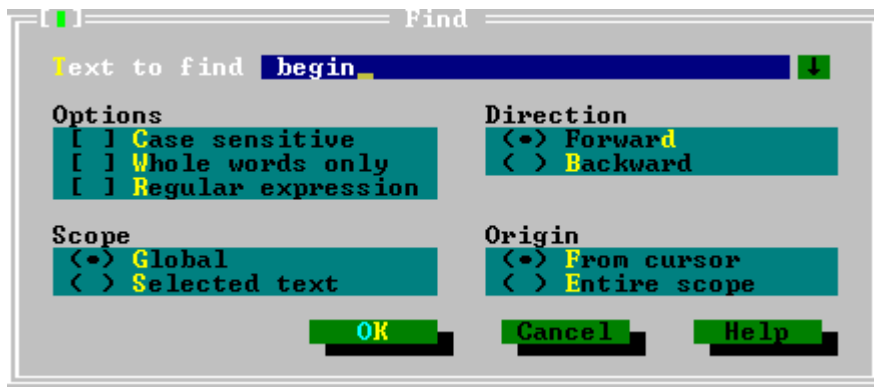 Find
Text to find begin_ ↓
Options
[ ] Case sensitive
[ ] Whole words only
[ ] Regular expression
Direction
(•) Forward
( ) Backward
Scope
(•) Global
( ) Selected text
Origin
(•) From cursor
( ) Entire scope
OK Cancel Help